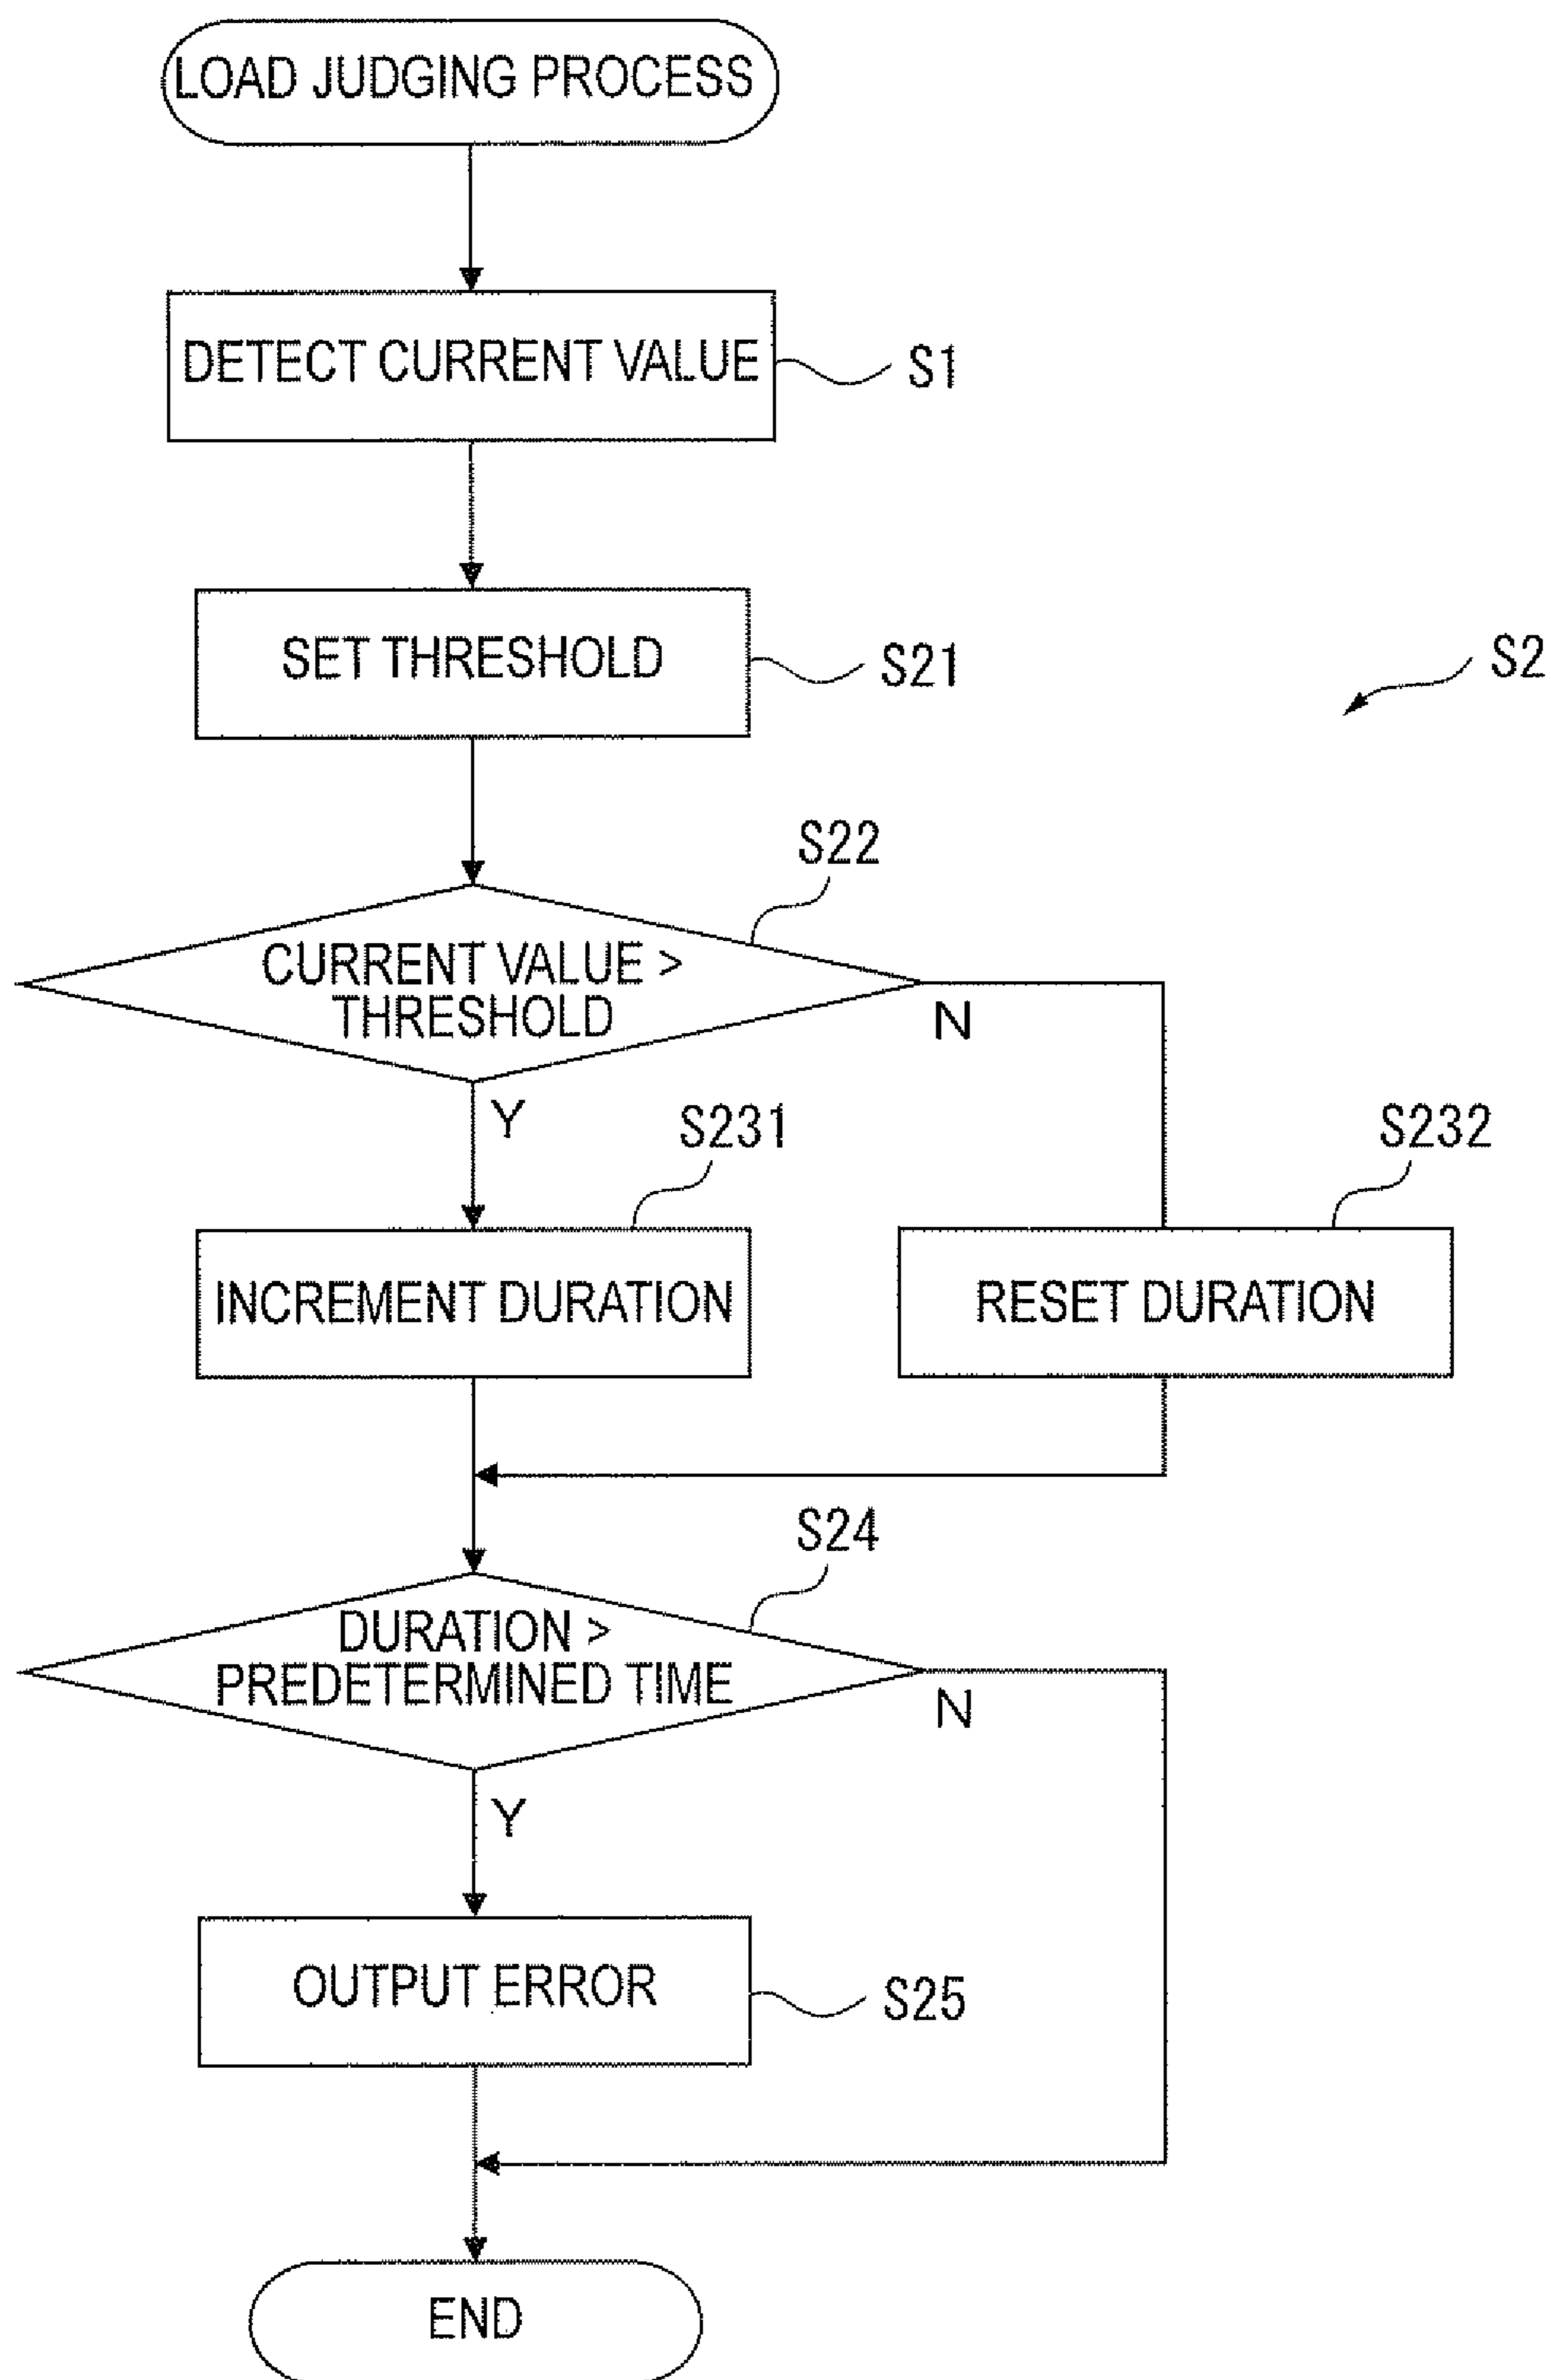 LOAD JUDGING PROCESS
DETECT CURRENT VALUE
S1
SET THRESHOLD
S21
S2
S22
CURRENT VALUE >
THRESHOLD
N
Y
S231
S232
INCREMENT DURATION
RESET DURATION
S24
DURATION >
PREDETERMINED TIME
N
Y
OUTPUT ERROR
S25
END